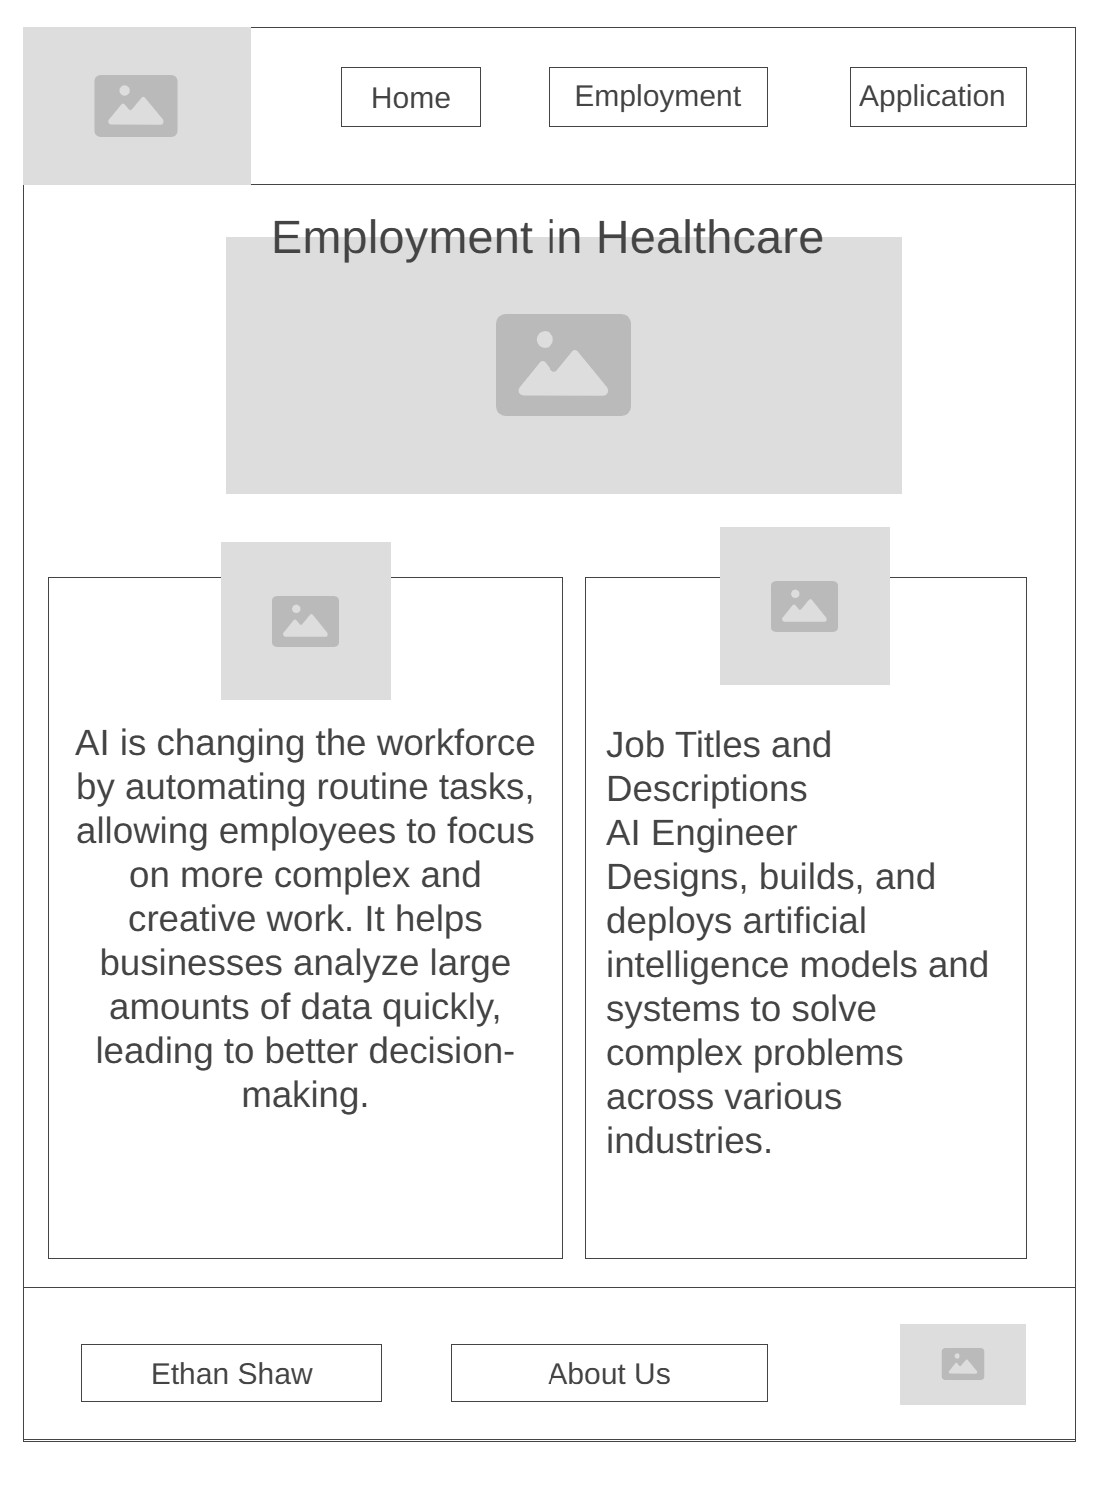 Home
Employment
Application
Employment in Healthcare
AI is changing the workforce
by automating routine tasks,
allowing employees to focus
on more complex and
creative work. It helps
businesses analyze large
amounts of data quickly,
leading to better decision-
making.
Job Titles and
Descriptions
AI Engineer
Designs, builds, and
deploys artificial
intelligence models and
systems to solve
complex problems
across various
industries.
Ethan Shaw
About Us